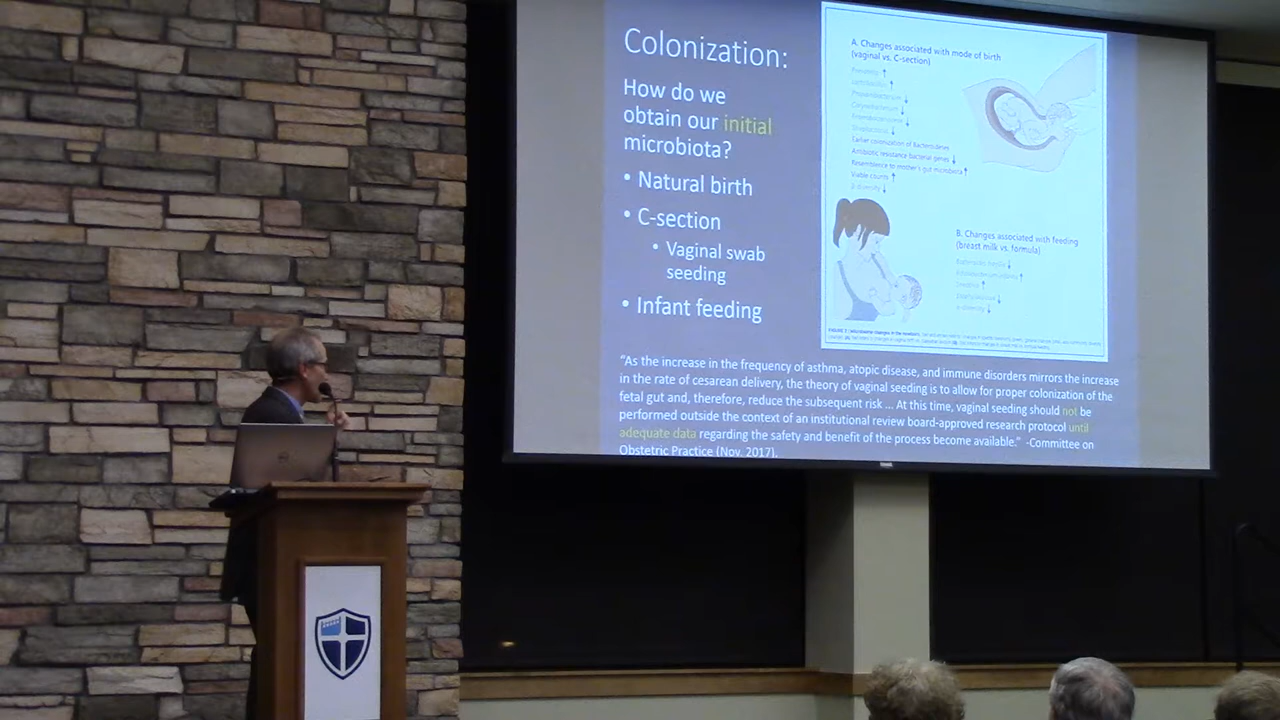 Colonization:
How do we
obtain our initial
microbiota?
• Natural birth
• C-section
• Vaginal swab
seeding
• Infant feeding
A. Changes associated with mode of birth
(vaginal vs. C-section)
Earlier colonization of Bacteroidetes
Antibiotic resistance bacterial genes ↓
Resemblence to mother's gut microbiota ↑
Viable counts ↑
B. Changes associated with feeding
(breast milk vs. formula)
"As the increase in the frequency of asthma, atopic disease, and immune disorders mirrors the increase
in the rate of cesarean delivery, the theory of vaginal seeding is to allow for proper colonization of the
fetal gut and, therefore, reduce the subsequent risk ... At this time, vaginal seeding should not be
performed outside the context of an institutional review board-approved research protocol until
adequate data regarding the safety and benefit of the process become available." -Committee on
Obstetric Practice (Nov. 2017).